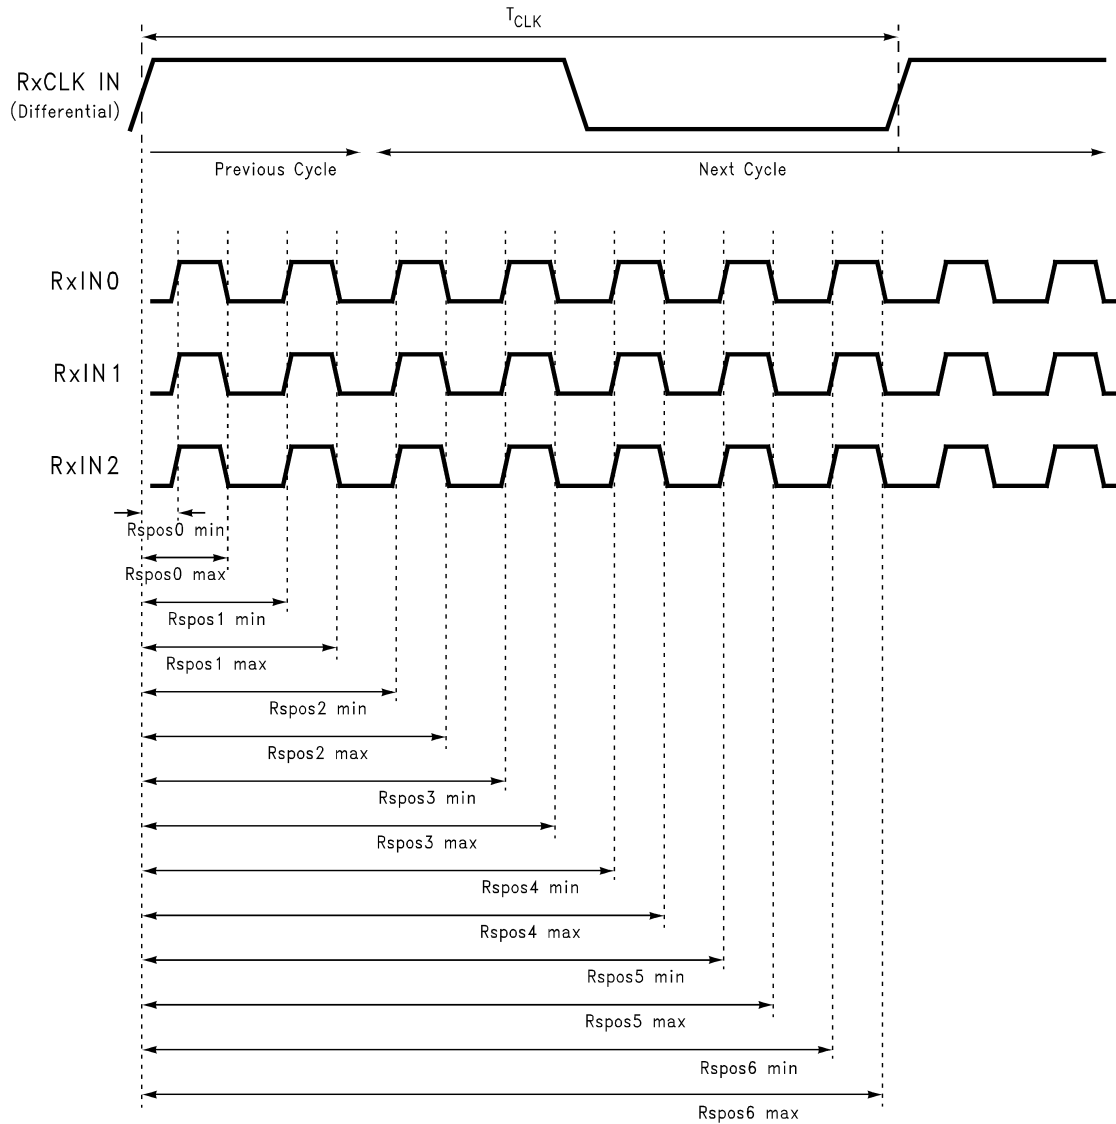 TCLK
RxCLK IN
(Differential)
Previous Cycle
Next Cycle
RxIN0
RxIN1
RxIN2
Rspos0 min
Rspos0 max
Rspos1 min
Rspos1 max
Rspos2 min
Rspos2 max
Rspos3 min
Rspos3 max
Rspos4 min
Rspos4 max
Rspos5 min
Rspos5 max
Rspos6 min
Rspos6 max